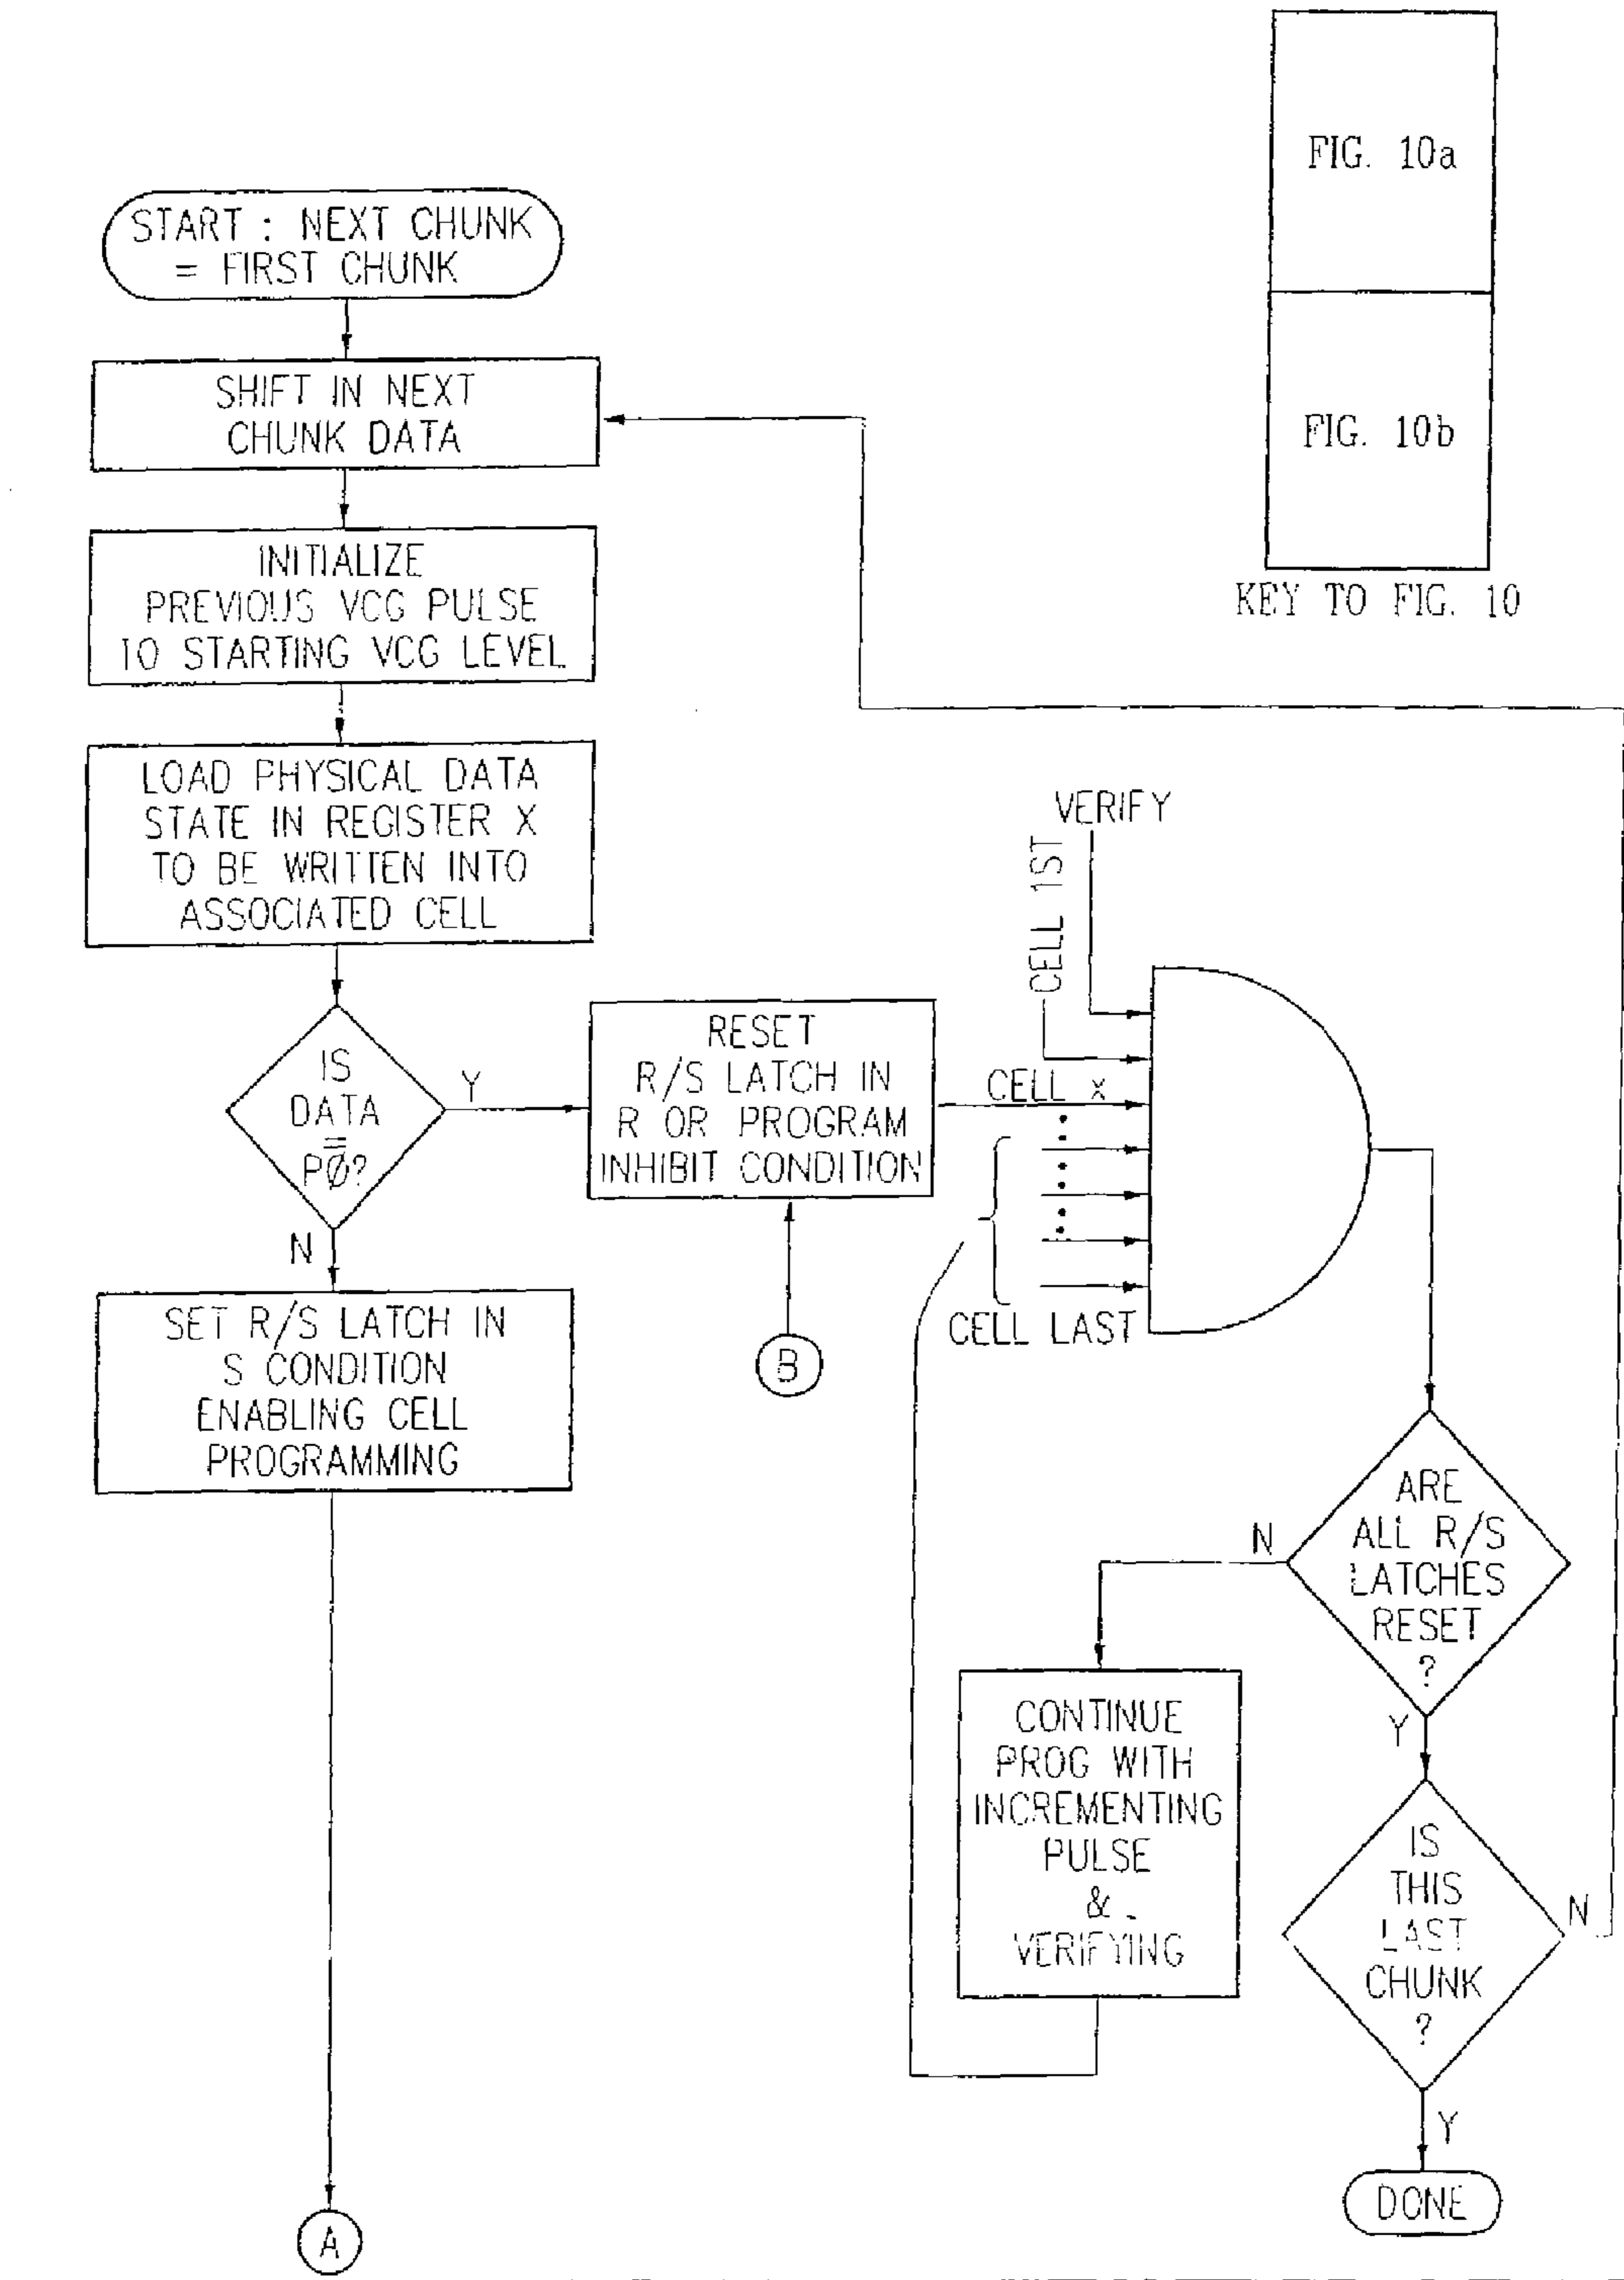 FIG. 10a
FIG. 10b
KEY TO FIG. 10
START : NEXT CHUNK
= FIRST CHUNK
SHIFT IN NEXT
CHUNK DATA
INITIALIZE
PREVIOUS VCG PULSE
TO STARTING VCG LEVEL
LOAD PHYSICAL DATA
STATE IN REGISTER X
TO BE WRITTEN INTO
ASSOCIATED CELL
IS
DATA
=
PØ?
Y
N
RESET
R/S LATCH IN
R OR PROGRAM
INHIBIT CONDITION
B
SET R/S LATCH IN
S CONDITION
ENABLING CELL
PROGRAMMING
A
VERIFY
CELL 1ST
CELL x
CELL LAST
ARE
ALL R/S
LATCHES
RESET
?
N
Y
CONTINUE
PROG WITH
INCREMENTING
PULSE
&
VERIFYING
IS
THIS
LAST
CHUNK
?
N
Y
DONE